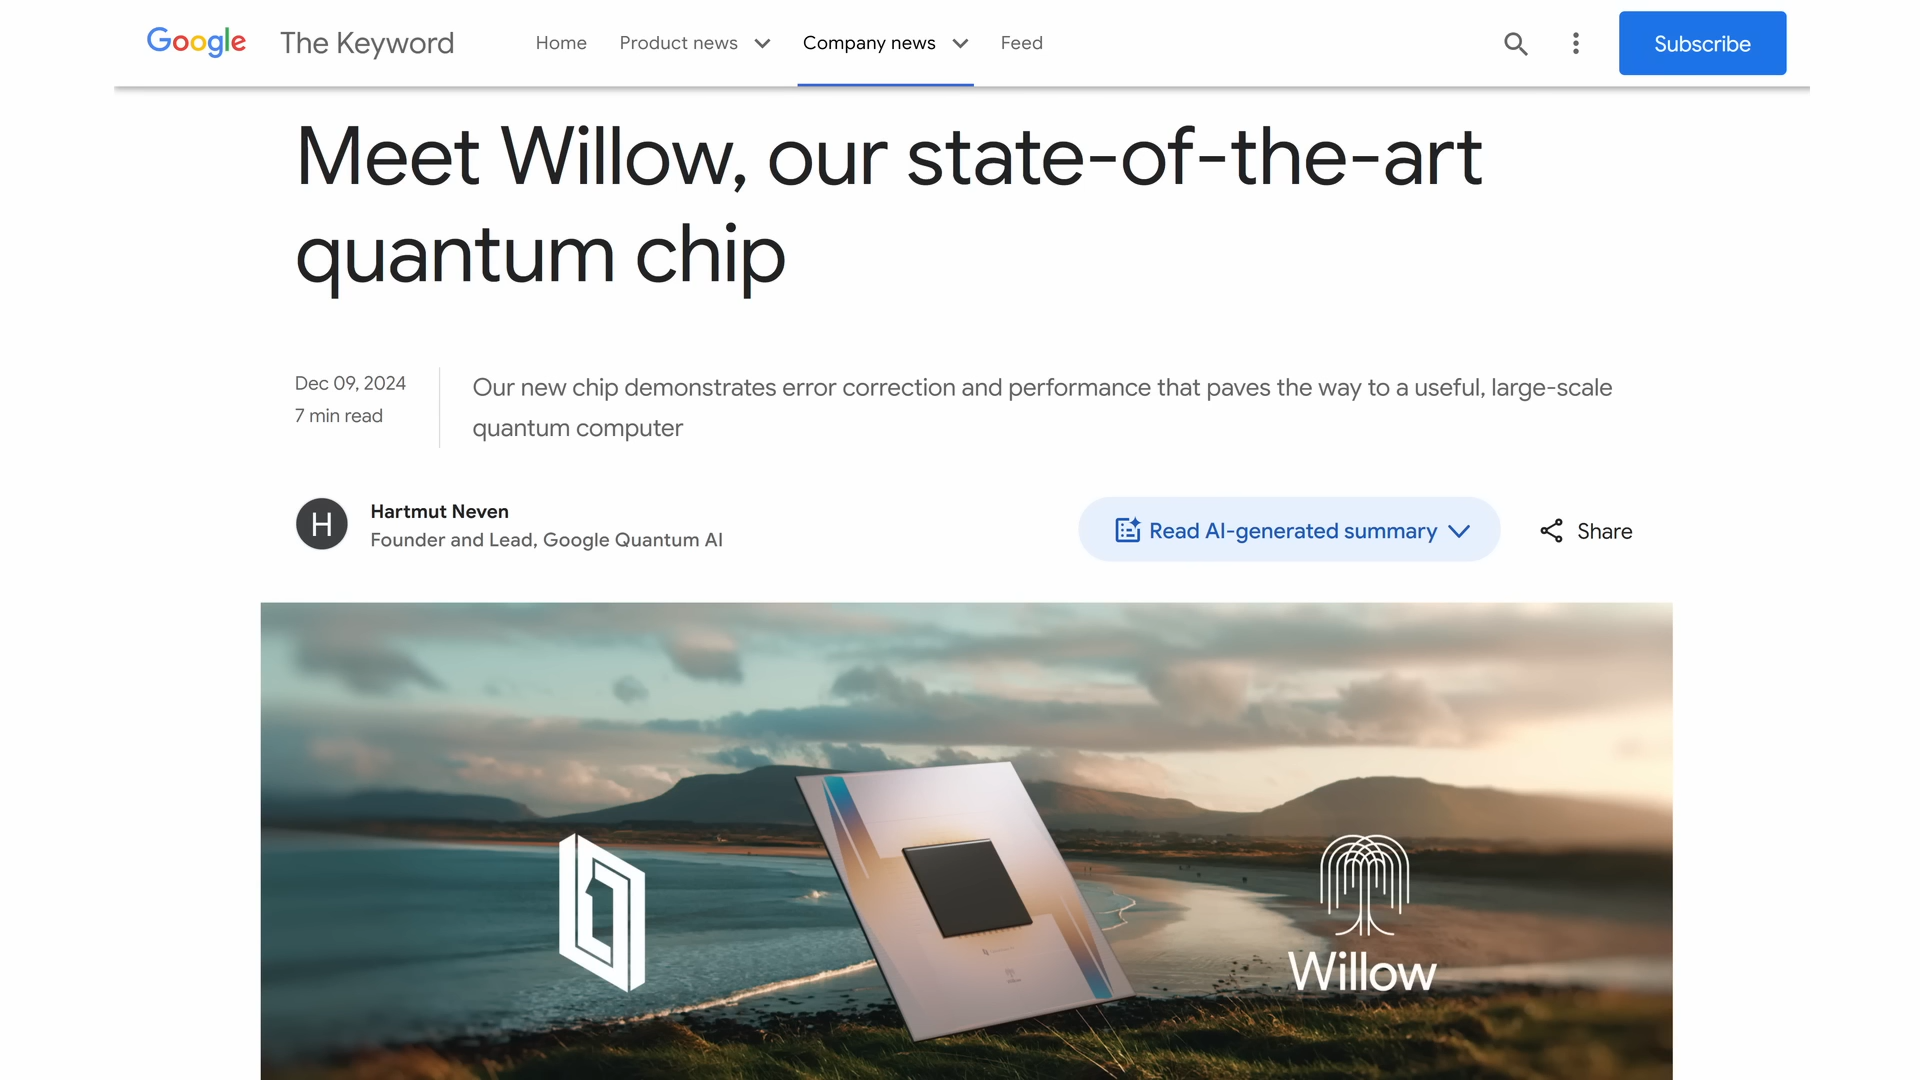 Google The Keyword Home Product news Company news Feed Subscribe
Meet Willow, our state-of-the-art
quantum chip
Dec 09, 2024
7 min read
Our new chip demonstrates error correction and performance that paves the way to a useful, large-scale
quantum computer
H
Hartmut Neven
Founder and Lead, Google Quantum AI
Read AI-generated summary
Share
Willow